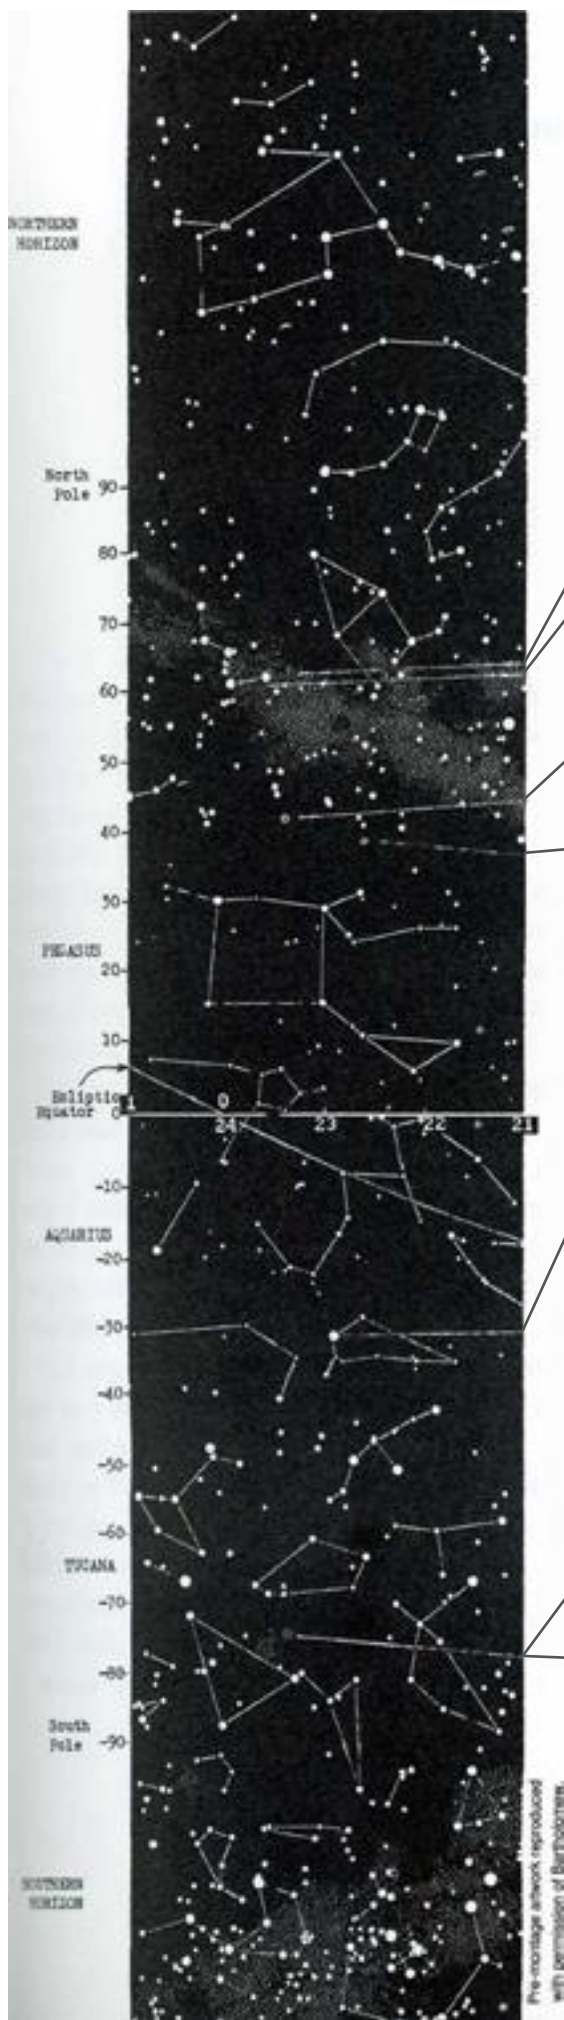 NORTHERN
HORIZON
North
Pole 90
80
70
60
50
40
30
PEGASUS
20
10
Ecliptic
Equator
0
1
0
24
23
22
21
-10
AQUARIUS
-20
-30
-40
-50
-60
TUCANA
-70
-80
South
Pole -90
SOUTHERN
HORIZON
Pre-montage artwork reproduced
with permission of Bartholomew.